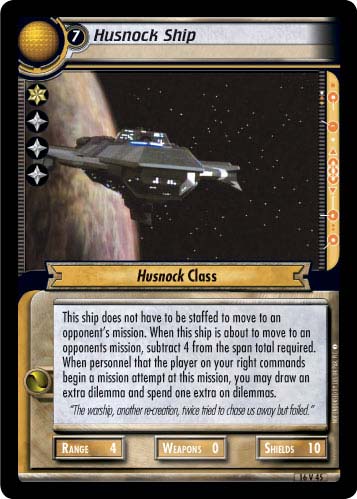 7 Husnock Ship
Husnock Class
This ship does not have to be staffed to move to an
opponent's mission. When this ship is about to move to an
opponents mission, subtract 4 from the span total required.
When personnel that the player on your right commands
begin a mission attempt at this mission, you may draw an
extra dilemma and spend one extra on dilemmas.
"The warship, another re-creation, twice tried to chase us away but failed."
RANGE 4 WEAPONS 0 SHIELDS 10
16 V 45